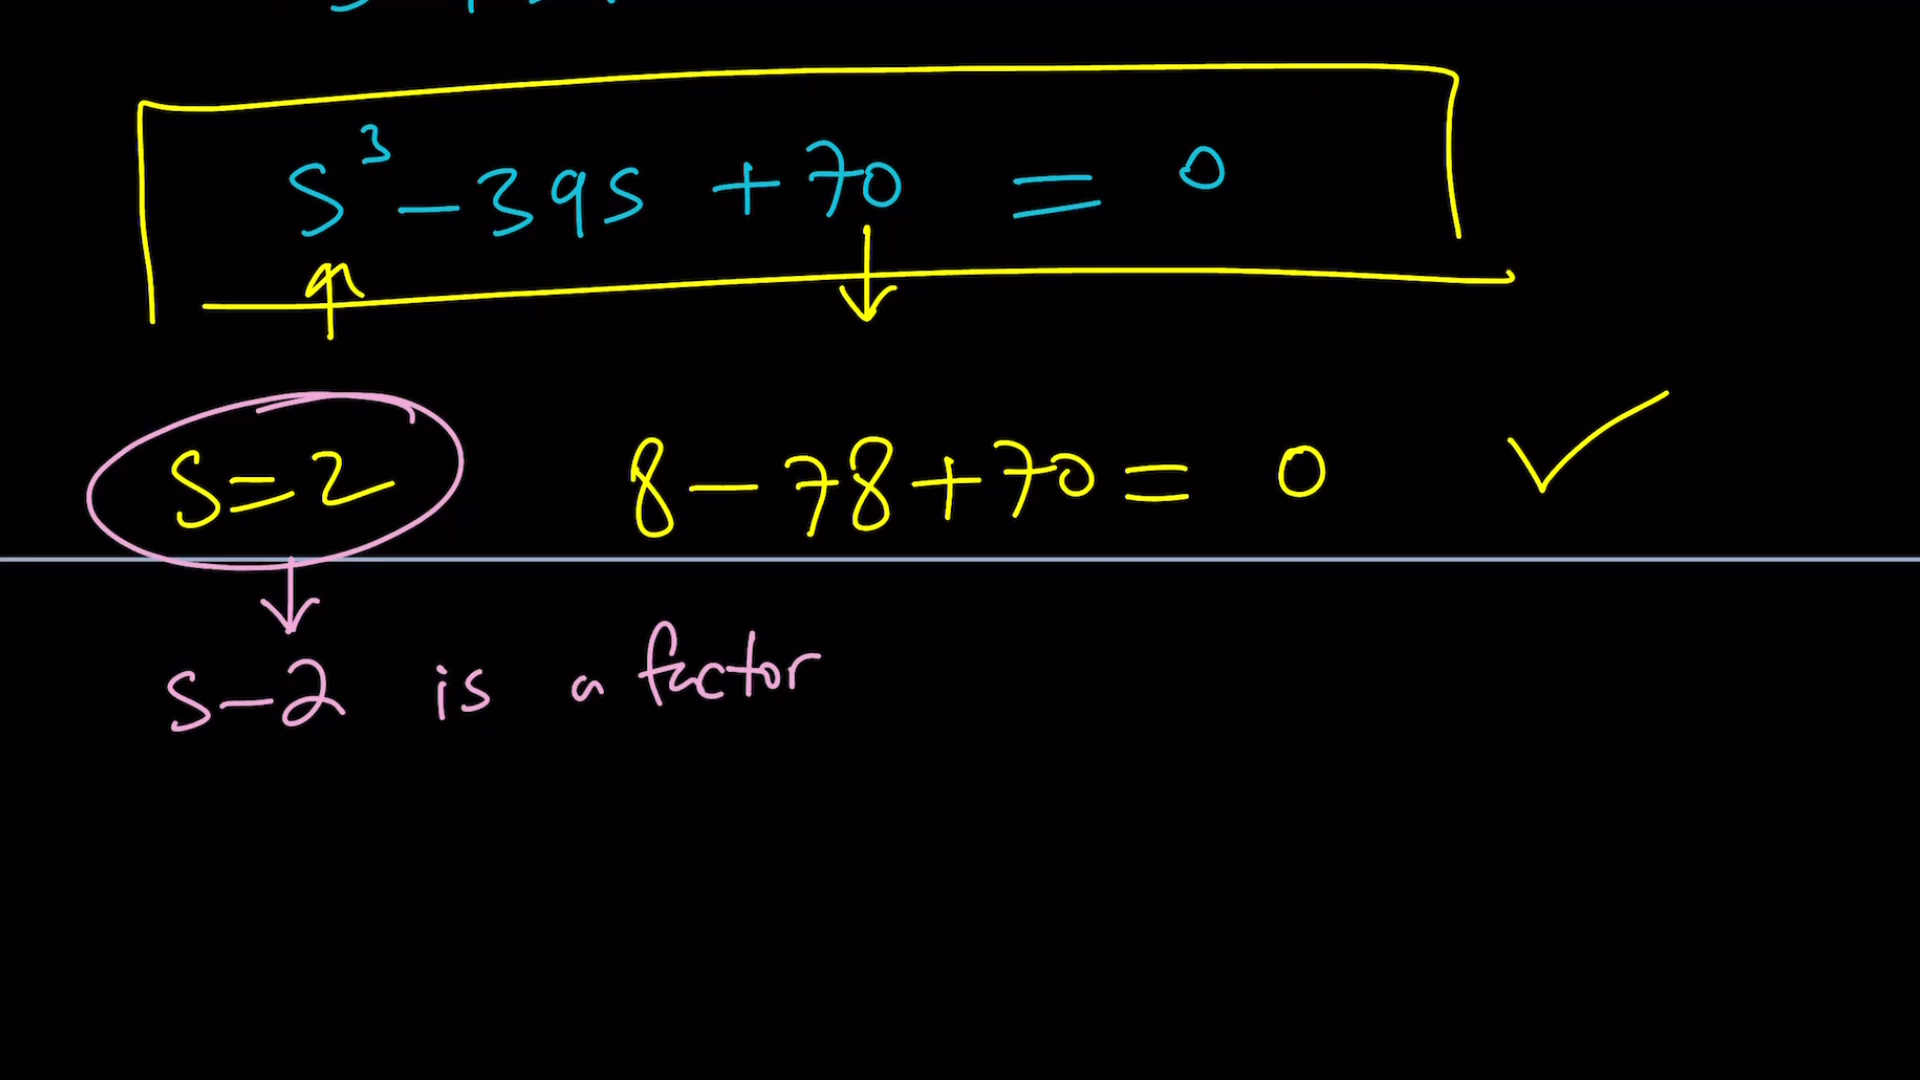 s³ - 39s + 70 = 0
s = 2 8 - 78 + 70 = 0 ✓
s - 2 is a factor